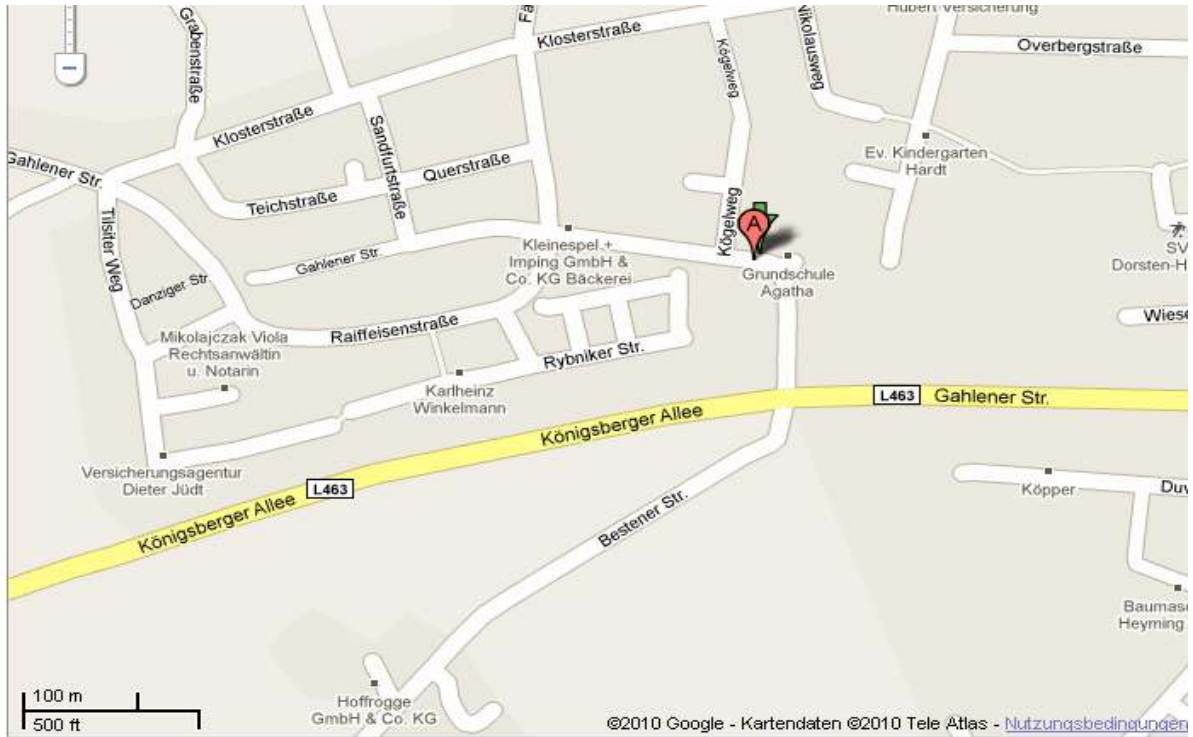 Grabenstraße
Klosterstraße
Nikolausweg
Hubert Versicherung
Overbergstraße
Kögelweg
Klosterstraße
Sandfurtstraße
Ev. Kindergarten
Hardt
Gahlener Str.
Querstraße
Teichstraße
Tilsiter Weg
Kögelweg
A
Kleinespel +
Imping GmbH &
Co. KG Bäckerei
Gahlener Str.
Grundschule
Agatha
SV
Dorsten-H
Danziger Str.
Wiese
Raiffeisenstraße
Mikolajczak Viola
Rechtsanwältin
u. Notarin
Rybniker Str.
Karlheinz
Winkelmann
L463
Gahlener Str.
Königsberger Allee
Versicherungsagentur
Dieter Jüdt
L463
Köpper
Duv
Königsberger Allee
Bestener Str.
Baumas
Heyming
Hoffrogge
GmbH & Co. KG
100 m
500 ft
©2010 Google - Kartendaten ©2010 Tele Atlas - Nutzungsbedingungen